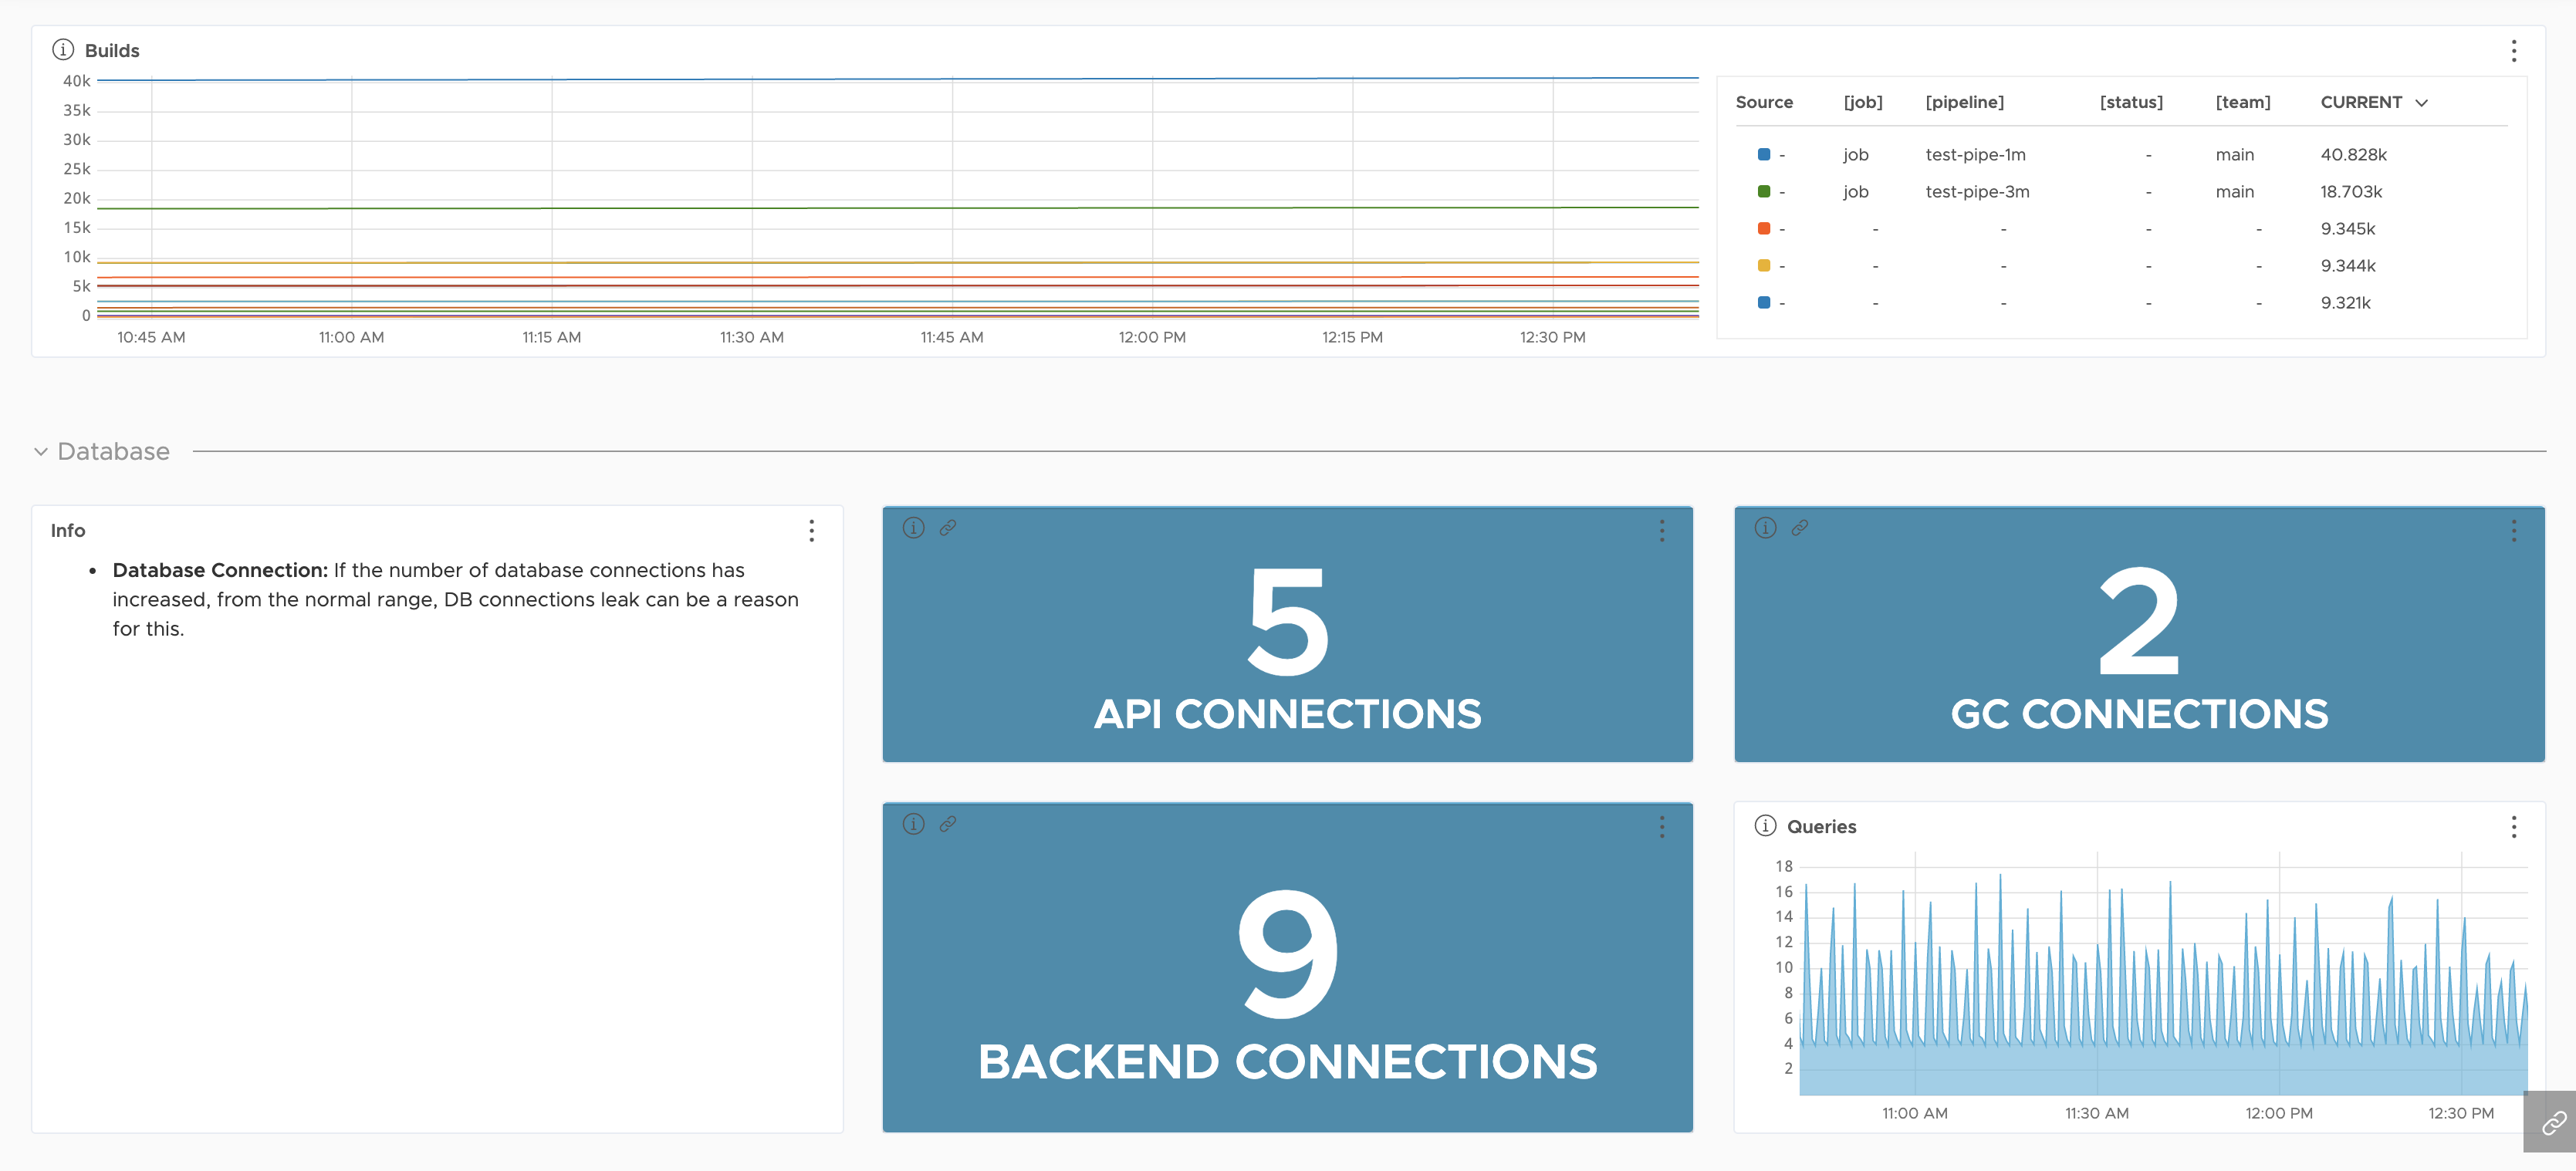 Builds
40k
35k
30k
25k
20k
15k
10k
5k
0
10:45 AM 11:00 AM 11:15 AM 11:30 AM 11:45 AM 12:00 PM 12:15 PM 12:30 PM
Source [job] [pipeline] [status] [team] CURRENT
- job test-pipe-1m - main 40.828k
- job test-pipe-3m - main 18.703k
- - - - - 9.345k
- - - - - 9.344k
- - - - - 9.321k
Database
Info
• Database Connection: If the number of database connections has
increased, from the normal range, DB connections leak can be a reason
for this.
5
API CONNECTIONS
2
GC CONNECTIONS
9
BACKEND CONNECTIONS
Queries
18
16
14
12
10
8
6
4
2
11:00 AM 11:30 AM 12:00 PM 12:30 PM